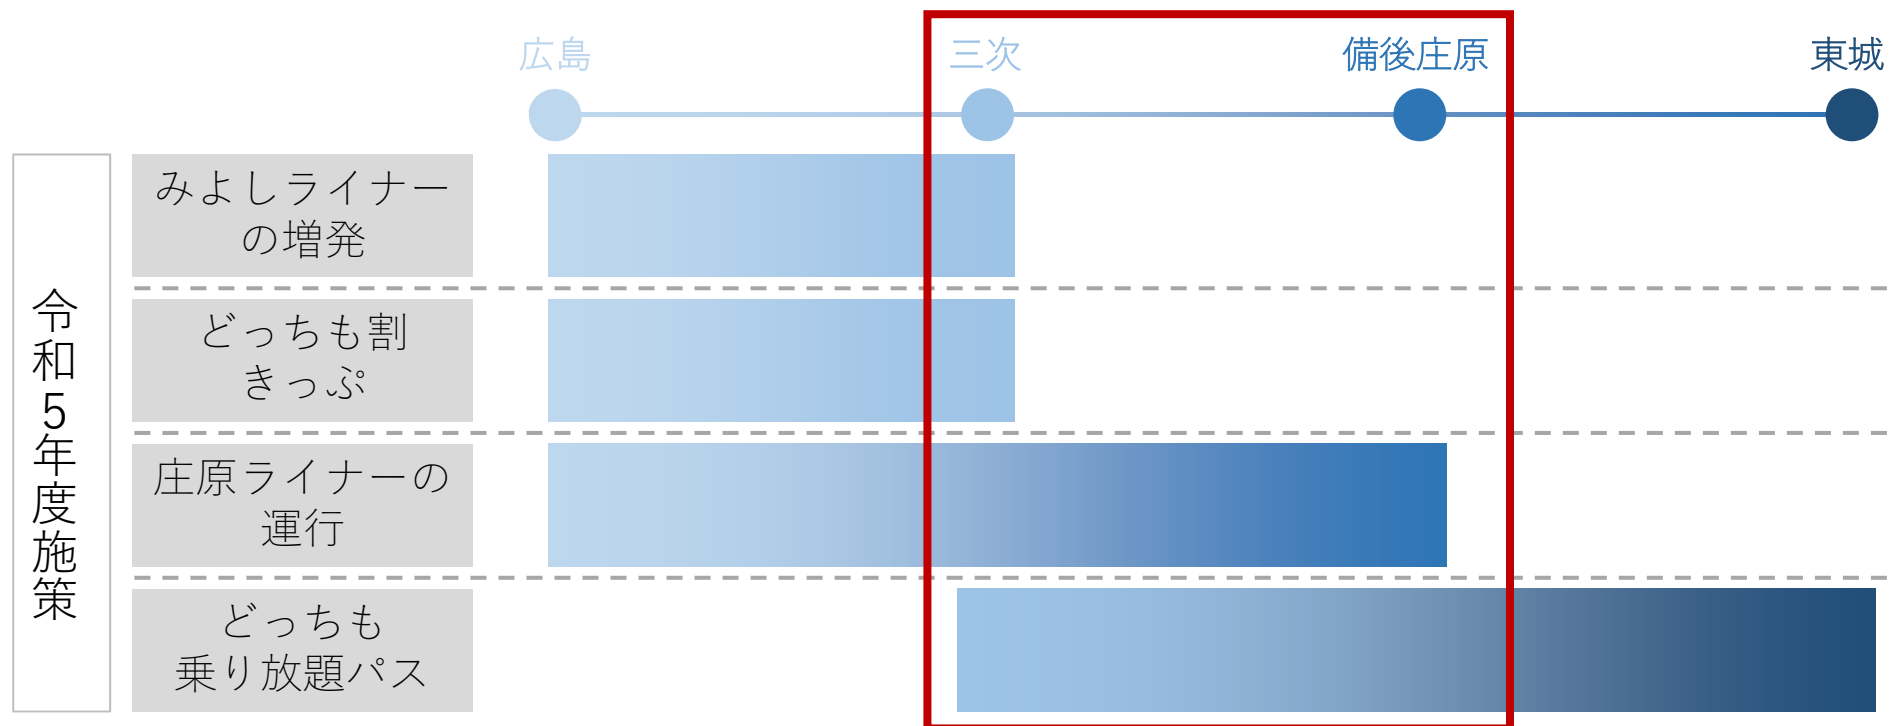 広島
三次
備後庄原
東城
令和5年度施策
みよしライナー
の増発
どっちも割
きっぷ
庄原ライナーの
運行
どっちも
乗り放題パス